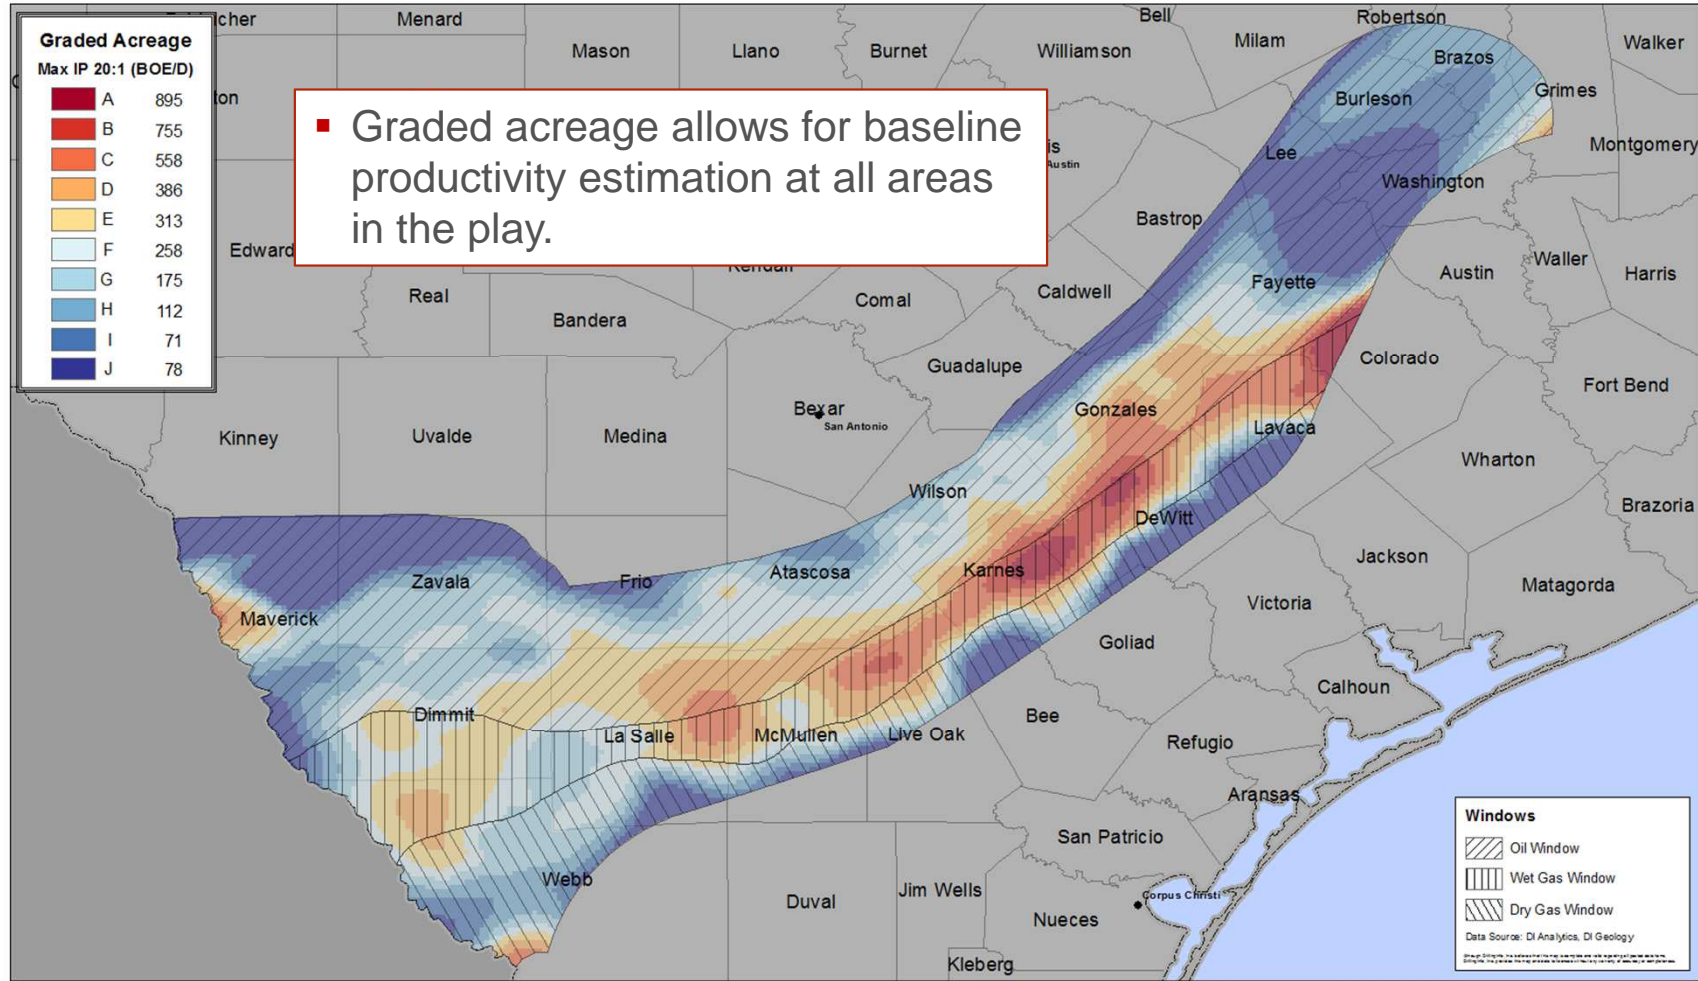 Graded Acreage
Max IP 20:1 (BOE/D)
A 895
B 755
C 558
D 386
E 313
F 258
G 175
H 112
I 71
J 78
▪ Graded acreage allows for baseline
productivity estimation at all areas
in the play.
cher
Menard
Mason
Llano
Burnet
Williamson
Bell
Milam
Robertson
Brazos
Walker
ton
Burleson
Grimes
is
Austin
Lee
Montgomery
Washington
Bastrop
Edward
Kendall
Real
Bandera
Comal
Caldwell
Fayette
Austin
Waller
Harris
Guadalupe
Colorado
Fort Bend
Kinney
Uvalde
Medina
Bexar
San Antonio
Gonzales
Lavaca
Wharton
Wilson
DeWitt
Brazoria
Zavala
Frio
Atascosa
Karnes
Jackson
Matagorda
Maverick
Victoria
Goliad
Calhoun
Dimmit
La Salle
McMullen
Live Oak
Bee
Refugio
Aransas
San Patricio
Webb
Duval
Jim Wells
Nueces
Corpus Christi
Kleberg
Windows
Oil Window
Wet Gas Window
Dry Gas Window
Data Source: DI Analytics, DI Geology